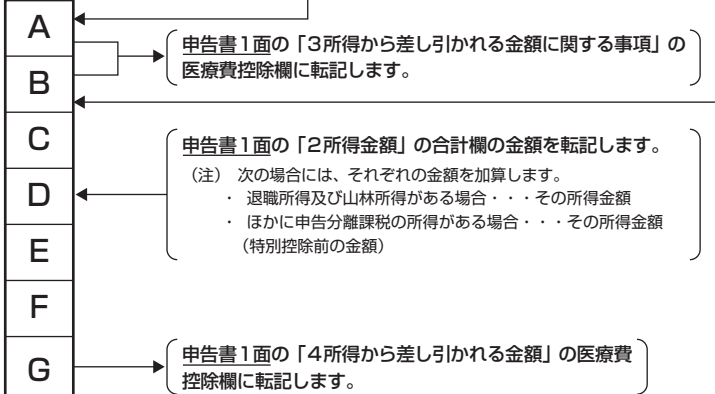 A
申告書1面の「3所得から差し引かれる金額に関する事項」の
医療費控除欄に転記します。
B
C
申告書1面の「2所得金額」の合計欄の金額を転記します。
（注） 次の場合には、それぞれの金額を加算します。
・ 退職所得及び山林所得がある場合・・・その所得金額
D
・ ほかに申告分離課税の所得がある場合・・・その所得金額
（特別控除前の金額）
E
F
申告書1面の「4所得から差し引かれる金額」の医療費
控除欄に転記します。
G